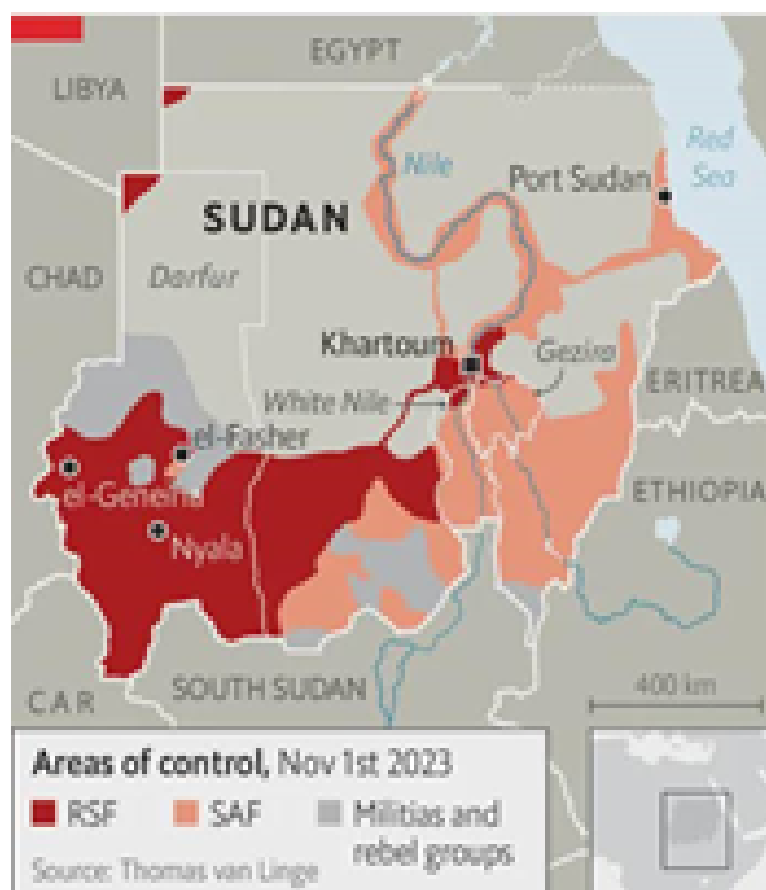 EGYPT
LIBYA
Red
Sea
Nile
Port Sudan
SUDAN
CHAD
Darfur
Khartoum
Gezira
ERITREA
White Nile
el-Fasher
el-Geneina
ETHIOPIA
Nyala
400 km
SOUTH SUDAN
CAR
Areas of control, Nov 1st 2023
RSF SAF Militias and
rebel groups
Source: Thomas van Linge